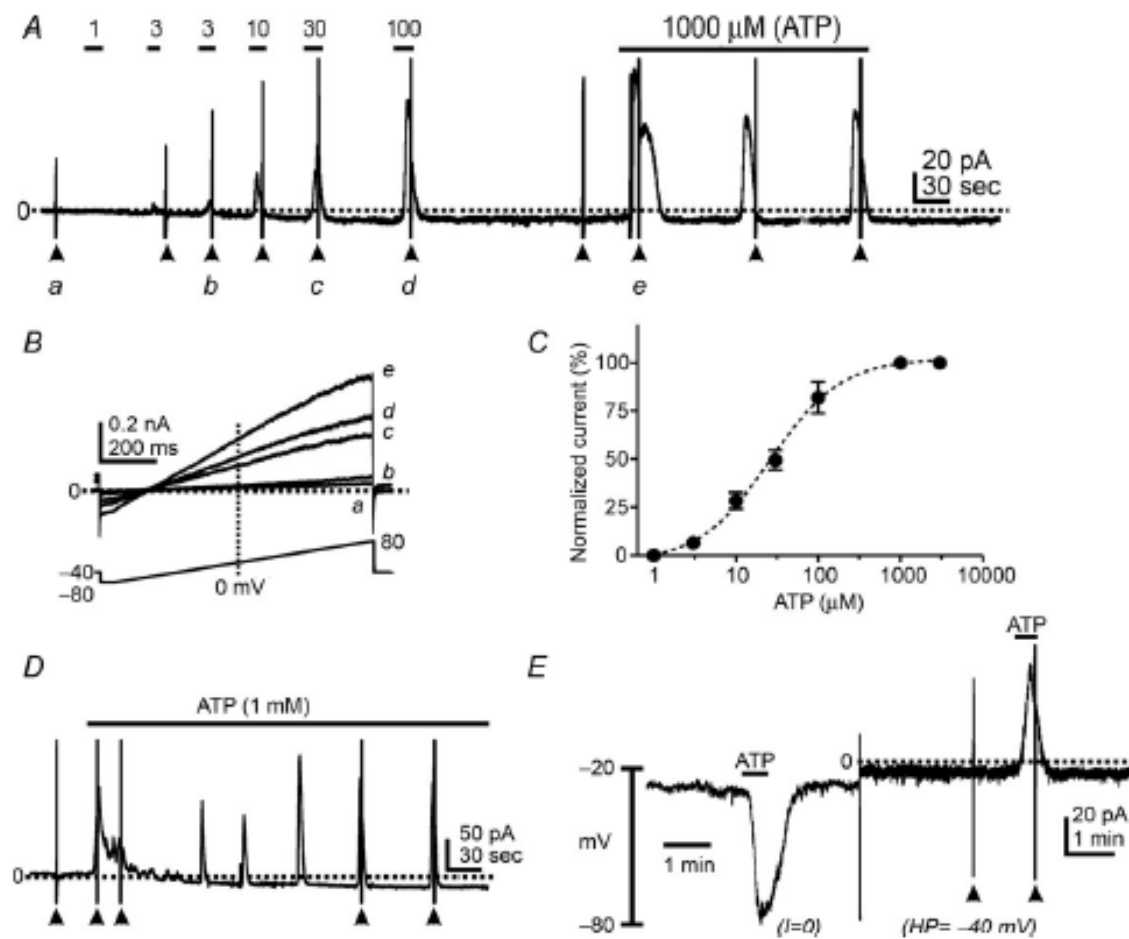 A 1 3 3 10 30 100 1000 μM (ATP)
0
20 pA
30 sec
a b c d e
B
0.2 nA
200 ms
e
d
c
b
0
a
80
−40
−80
0 mV
C
Normalized current (%)
100
75
50
25
0
1 10 100 1000 10000
ATP (μM)
D
ATP (1 mM)
50 pA
30 sec
0
E
ATP
ATP
−20
0
mV
1 min
20 pA
1 min
−80
(I=0) (HP= −40 mV)